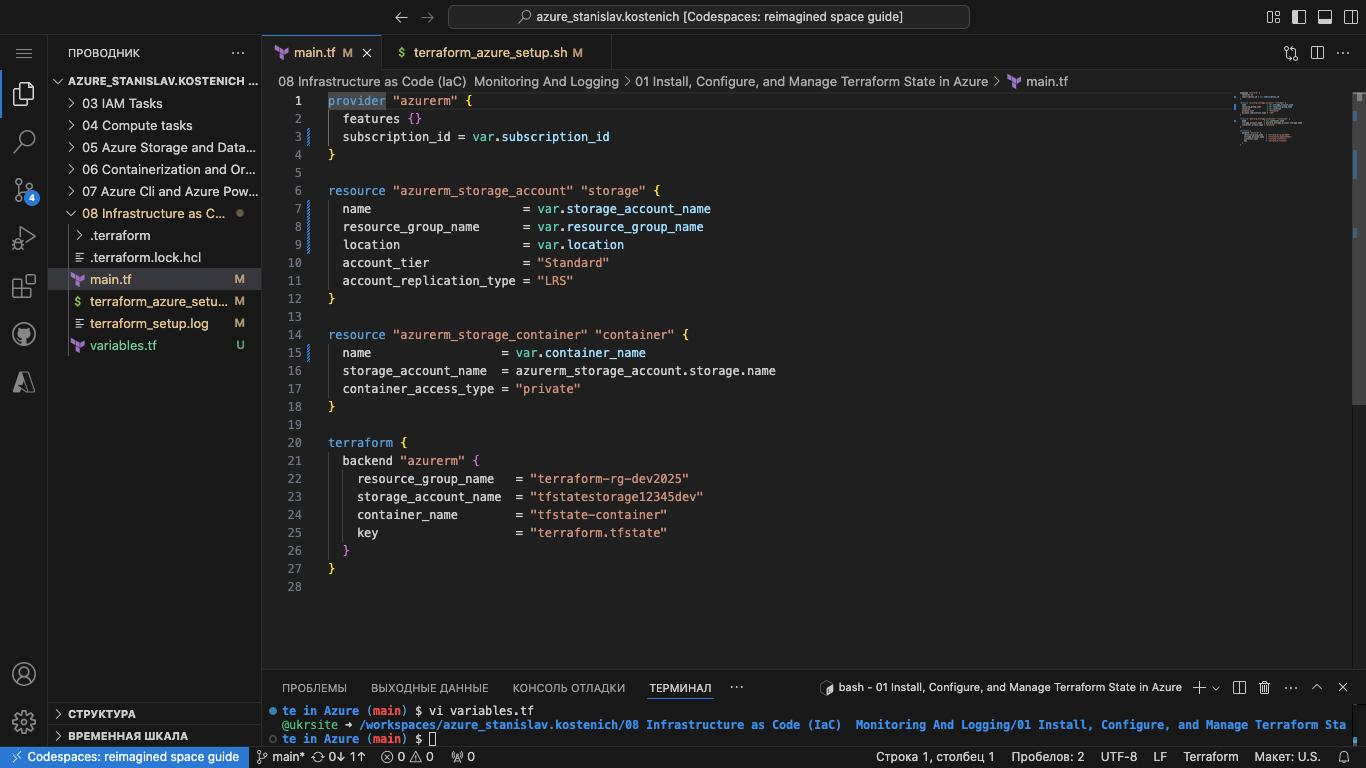 azure_stanislav.kostenich [Codespaces: reimagined space guide]
ПРОВОДНИК
main.tf M
$ terraform_azure_setup.sh M
AZURE_STANISLAV.KOSTENICH ...
03 IAM Tasks
04 Compute tasks
05 Azure Storage and Data...
06 Containerization and Or...
07 Azure Cli and Azure Pow...
08 Infrastructure as C...
.terraform
.terraform.lock.hcl
main.tf M
$ terraform_azure_setu... M
terraform_setup.log M
variables.tf U
4
СТРУКТУРА
ВРЕМЕННАЯ ШКАЛА
08 Infrastructure as Code (IaC)  Monitoring And Logging > 01 Install, Configure, and Manage Terraform State in Azure > main.tf
1 provider "azurerm" {
2   features {}
3   subscription_id = var.subscription_id
4 }
5
6 resource "azurerm_storage_account" "storage" {
7   name                     = var.storage_account_name
8   resource_group_name      = var.resource_group_name
9   location                 = var.location
10   account_tier             = "Standard"
11   account_replication_type = "LRS"
12 }
13
14 resource "azurerm_storage_container" "container" {
15   name                  = var.container_name
16   storage_account_name  = azurerm_storage_account.storage.name
17   container_access_type = "private"
18 }
19
20 terraform {
21   backend "azurerm" {
22     resource_group_name   = "terraform-rg-dev2025"
23     storage_account_name  = "tfstatestorage12345dev"
24     container_name        = "tfstate-container"
25     key                   = "terraform.tfstate"
26   }
27 }
28
ПРОБЛЕМЫ ВЫХОДНЫЕ ДАННЫЕ КОНСОЛЬ ОТЛАДКИ ТЕРМИНАЛ ...
bash - 01 Install, Configure, and Manage Terraform State in Azure
te in Azure (main) $ vi variables.tf
@ukrsite ➜ /workspaces/azure_stanislav.kostenich/08 Infrastructure as Code (IaC)  Monitoring And Logging/01 Install, Configure, and Manage Terraform Sta
te in Azure (main) $
Codespaces: reimagined space guide main* 0↓ 1↑ 0 0 0 Строка 1, столбец 1 Пробелов: 2 UTF-8 LF Terraform Макет: U.S.